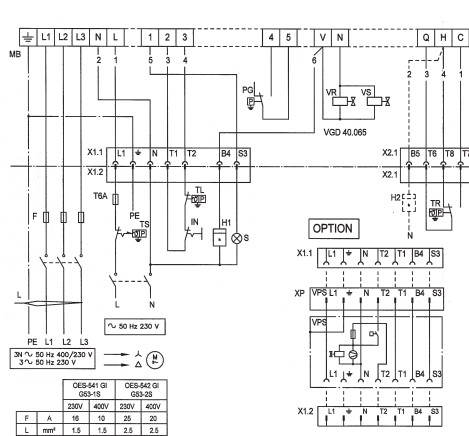 L1 L2 L3 N L 1 2 3 4 5 V N Q H C
MB
2 1 5 3 4 6 2 3 4 1
PG
P
VR VS
VGD 40.065
X1.1 L1 N T1 T2 B4 S3 X2.1 B5 T6 T8 T7
X1.2 X2.1
T6A PE TL H2 TR
P
F TS IN H1 S
P
N
OPTION
L
L N
X1.1 L1 N T2 T1 B4 S3
PE L1 L2 L3
50 Hz 230 V
XP VPS L1 N T2 T1 B4 S3
3N 50 Hz 400/230 V
3 50 Hz 230 V
M
VPS
L1 N T2 T1 B4 S3
OES-541 GI OES-542 GI
G53-1S G53-2S
230V 400V 230V 400V
F A 16 10 25 20
L mm² 1.5 1.5 2.5 2.5
X1.2 L1 N T2 T1 B4 S3